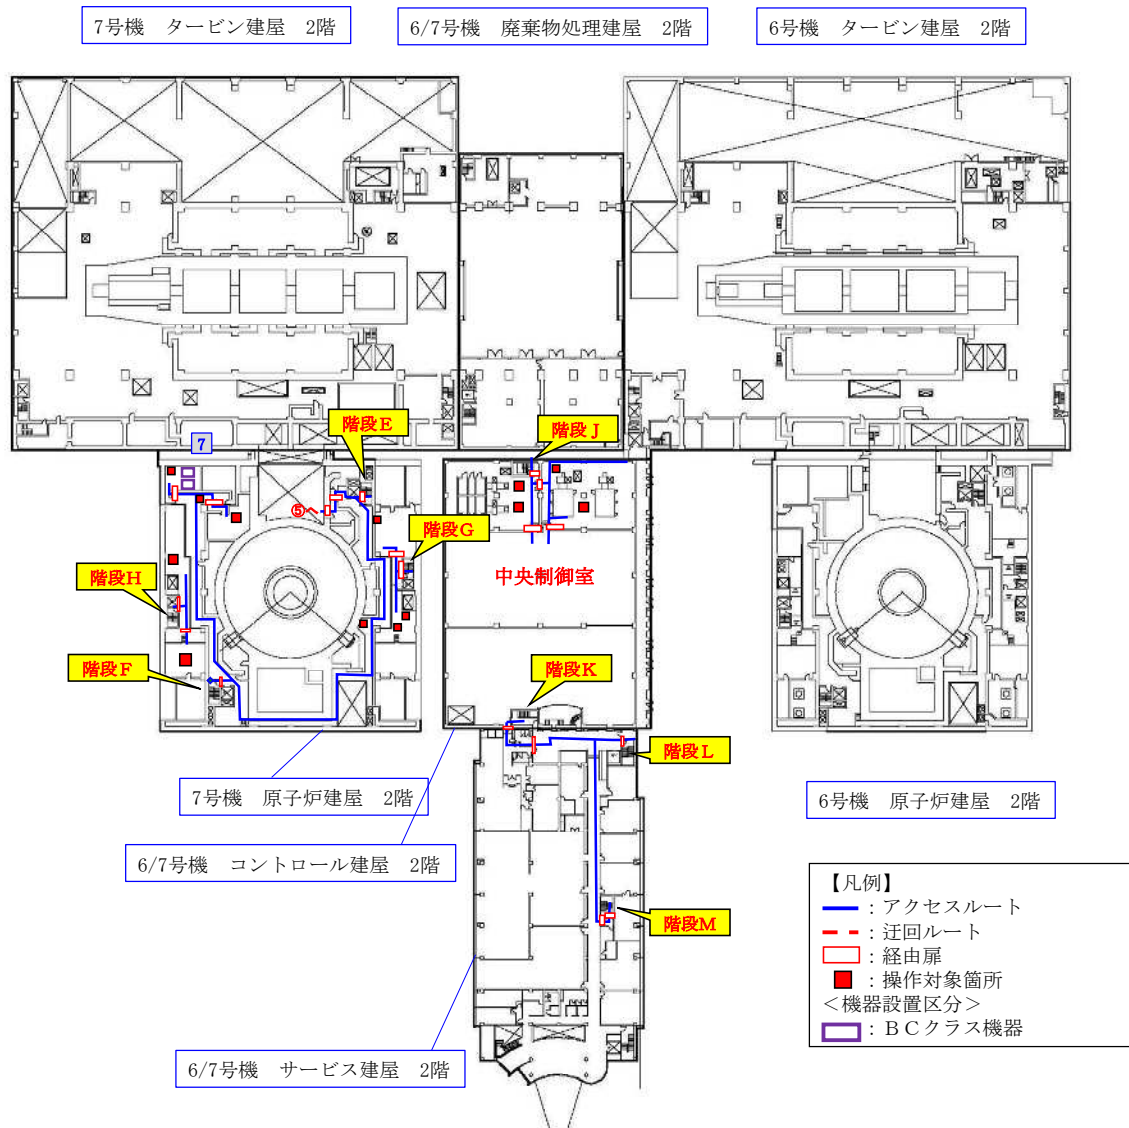 7号機　タービン建屋　2階
6/7号機　廃棄物処理建屋　2階
6号機　タービン建屋　2階
階段E
階段J
7
⑤
階段G
階段H
中央制御室
階段F
階段K
階段L
7号機　原子炉建屋　2階
6号機　原子炉建屋　2階
6/7号機　コントロール建屋　2階
階段M
6/7号機　サービス建屋　2階
【凡例】
：アクセスルート
：迂回ルート
：経由扉
：操作対象箇所
＜機器設置区分＞
：ＢＣクラス機器